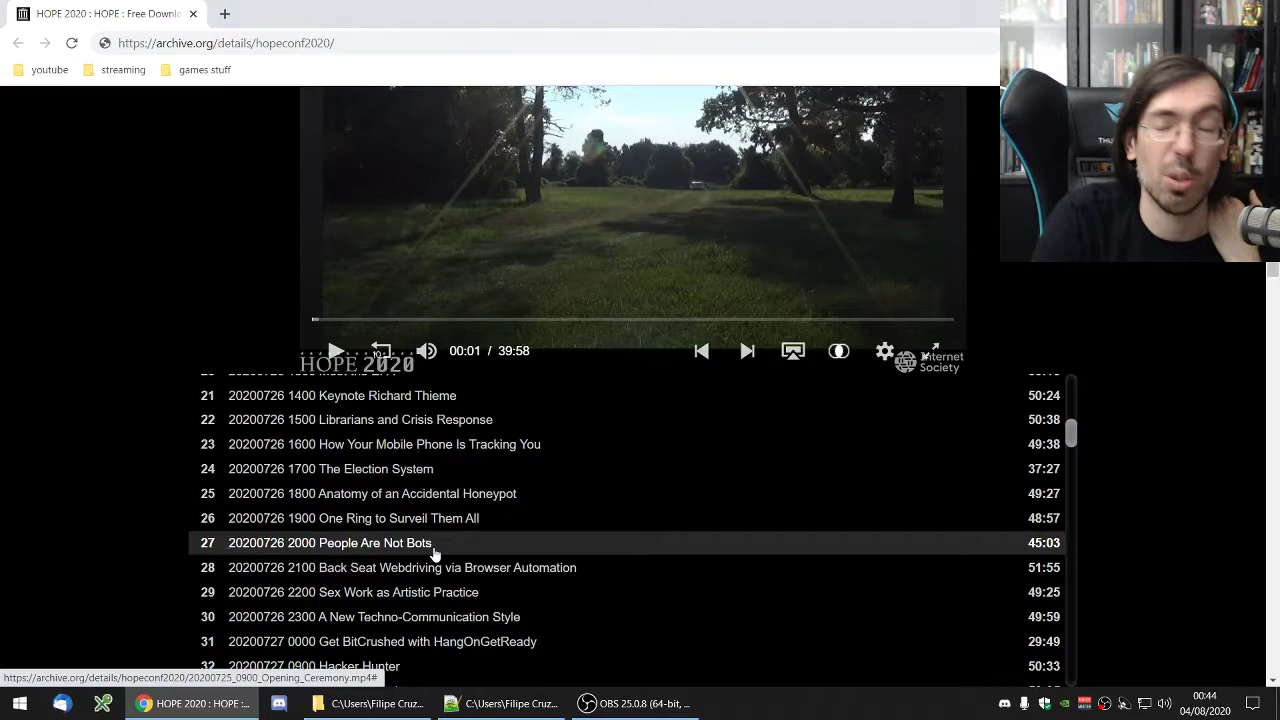 HOPE 2020 : HOPE : Free Downlo
https://archive.org/details/hopeconf2020/
youtube
streaming
games stuff
THU
00:01 / 39:58
HOPE 2020
Internet
Society
21 20200726 1400 Keynote Richard Thieme 50:24
22 20200726 1500 Librarians and Crisis Response 50:38
23 20200726 1600 How Your Mobile Phone Is Tracking You 49:38
24 20200726 1700 The Election System 37:27
25 20200726 1800 Anatomy of an Accidental Honeypot 49:27
26 20200726 1900 One Ring to Surveil Them All 48:57
27 20200726 2000 People Are Not Bots 45:03
28 20200726 2100 Back Seat Webdriving via Browser Automation 51:55
29 20200726 2200 Sex Work as Artistic Practice 49:25
30 20200726 2300 A New Techno-Communication Style 49:59
31 20200727 0000 Get BitCrushed with HangOnGetReady 29:49
32 20200727 0900 Hacker Hunter 50:33
https://archive.org/details/hopeconf2020/20200725_0900_Opening_Ceremony.mp4#
HOPE 2020 : HOPE :...
C:\Users\Filipe Cruz...
C:\Users\Filipe Cruz...
OBS 25.0.8 (64-bit, ...
00:44
04/08/2020